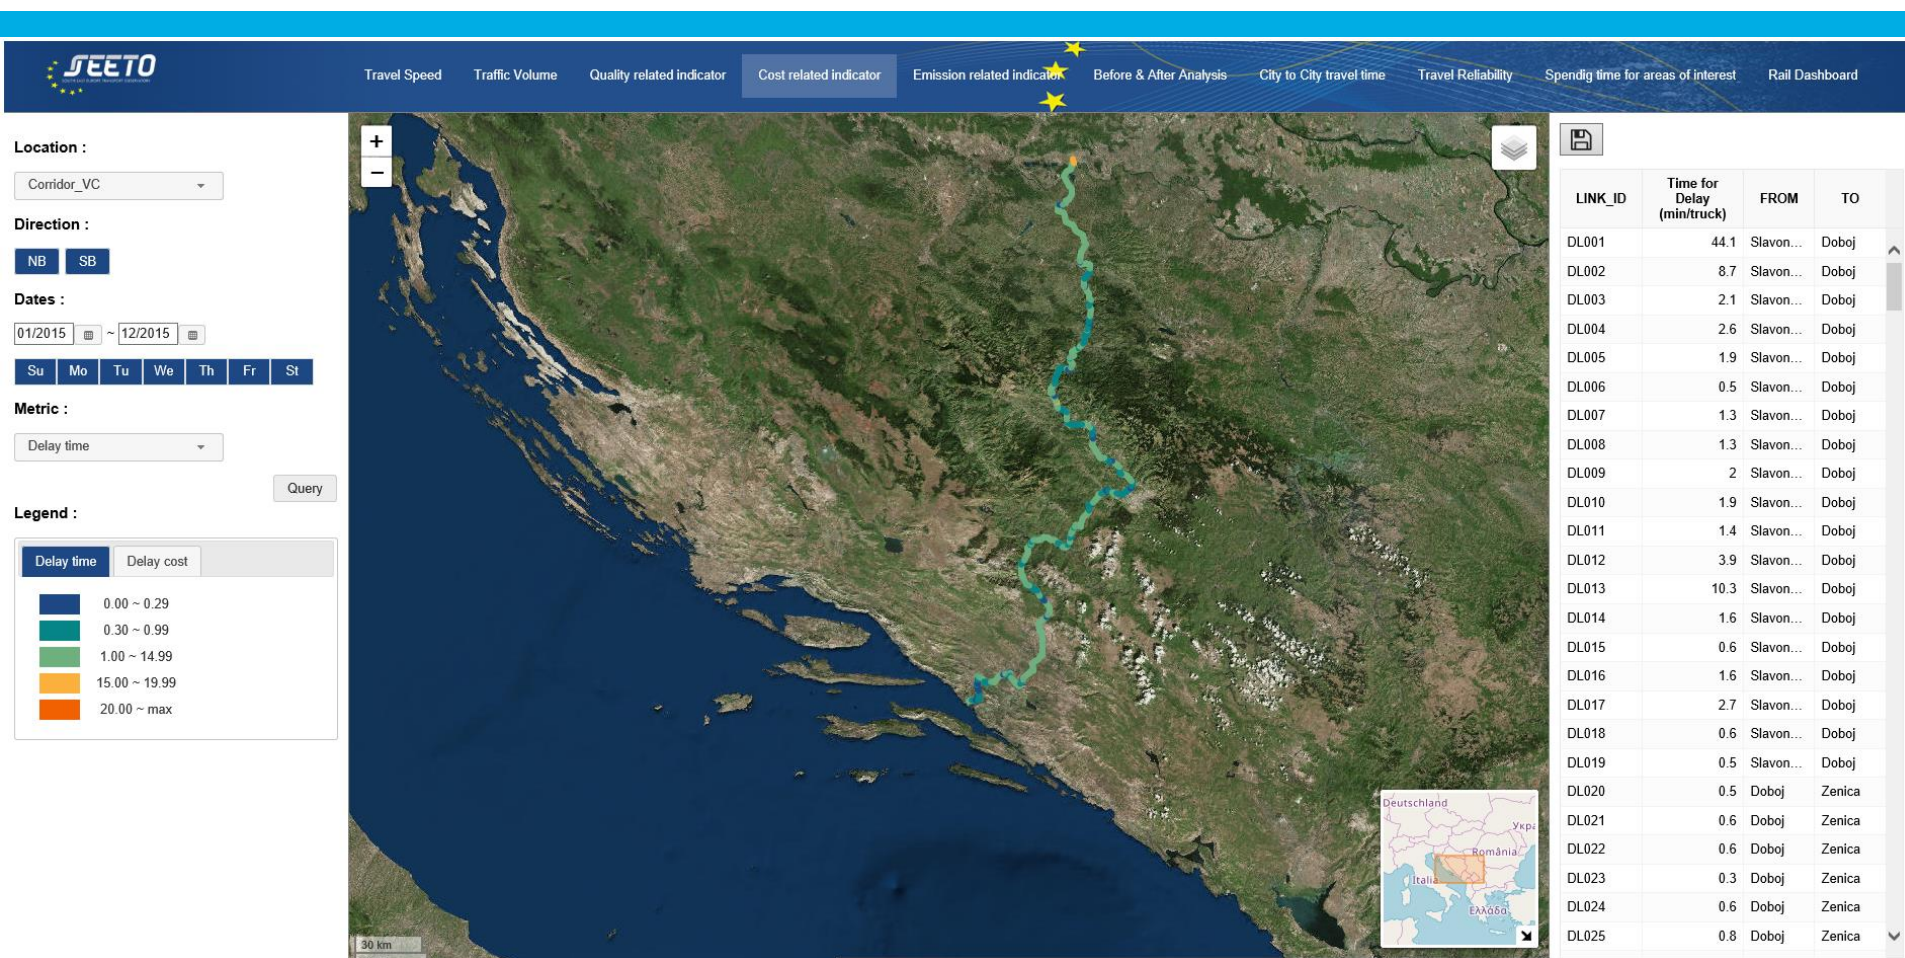 SEETO
SOUTH EAST EUROPE TRANSPORT OBSERVATORY
Travel Speed
Traffic Volume
Quality related indicator
Cost related indicator
Emission related indicator
Before & After Analysis
City to City travel time
Travel Reliability
Spendig time for areas of interest
Rail Dashboard
Location :
Corridor_VC
Direction :
NB SB
Dates :
01/2015 ~ 12/2015
Su Mo Tu We Th Fr St
Metric :
Delay time
Query
Legend :
Delay time Delay cost
0.00 ~ 0.29
0.30 ~ 0.99
1.00 ~ 14.99
15.00 ~ 19.99
20.00 ~ max
+
−
30 km
Deutschland
Укра
România
Italia
Ελλάδα
LINK_ID Time for Delay (min/truck) FROM TO
DL001 44.1 Slavon... Doboj
DL002 8.7 Slavon... Doboj
DL003 2.1 Slavon... Doboj
DL004 2.6 Slavon... Doboj
DL005 1.9 Slavon... Doboj
DL006 0.5 Slavon... Doboj
DL007 1.3 Slavon... Doboj
DL008 1.3 Slavon... Doboj
DL009 2 Slavon... Doboj
DL010 1.9 Slavon... Doboj
DL011 1.4 Slavon... Doboj
DL012 3.9 Slavon... Doboj
DL013 10.3 Slavon... Doboj
DL014 1.6 Slavon... Doboj
DL015 0.6 Slavon... Doboj
DL016 1.6 Slavon... Doboj
DL017 2.7 Slavon... Doboj
DL018 0.6 Slavon... Doboj
DL019 0.5 Slavon... Doboj
DL020 0.5 Doboj Zenica
DL021 0.6 Doboj Zenica
DL022 0.6 Doboj Zenica
DL023 0.3 Doboj Zenica
DL024 0.6 Doboj Zenica
DL025 0.8 Doboj Zenica